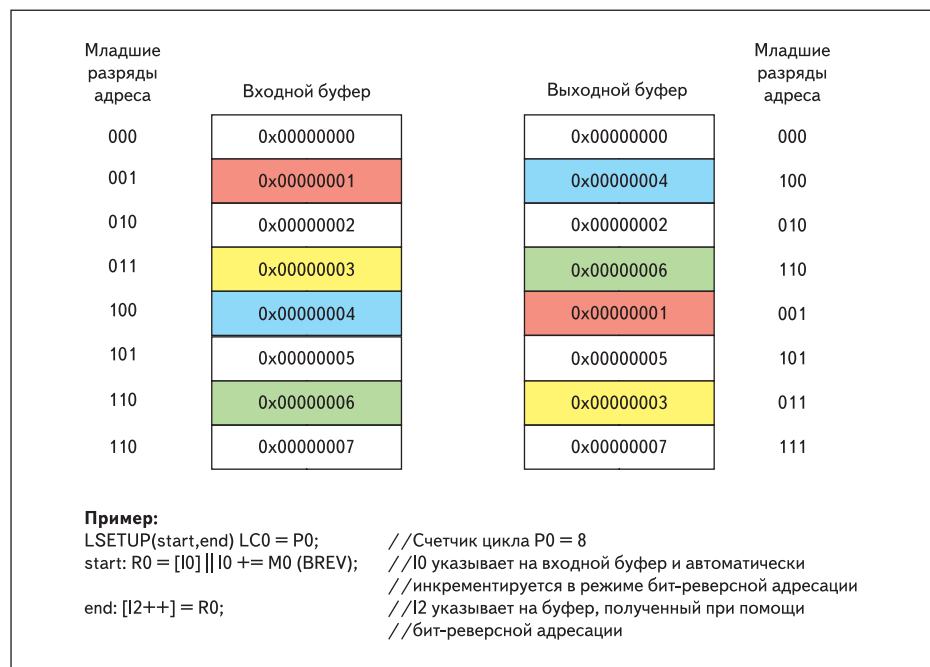 Младшие
разряды
адреса
Входной буфер
Выходной буфер
Младшие
разряды
адреса
000 0x00000000 0x00000000 000
001 0x00000001 0x00000004 100
010 0x00000002 0x00000002 010
011 0x00000003 0x00000006 110
100 0x00000004 0x00000001 001
101 0x00000005 0x00000005 101
110 0x00000006 0x00000003 011
110 0x00000007 0x00000007 111
Пример:
LSETUP(start,end) LC0 = P0; //Счетчик цикла P0 = 8
start: R0 = [I0] || I0 += M0 (BREV); //I0 указывает на входной буфер и автоматически
//инкрементируется в режиме бит-реверсной адресации
end: [I2++] = R0; //I2 указывает на буфер, полученный при помощи
//бит-реверсной адресации